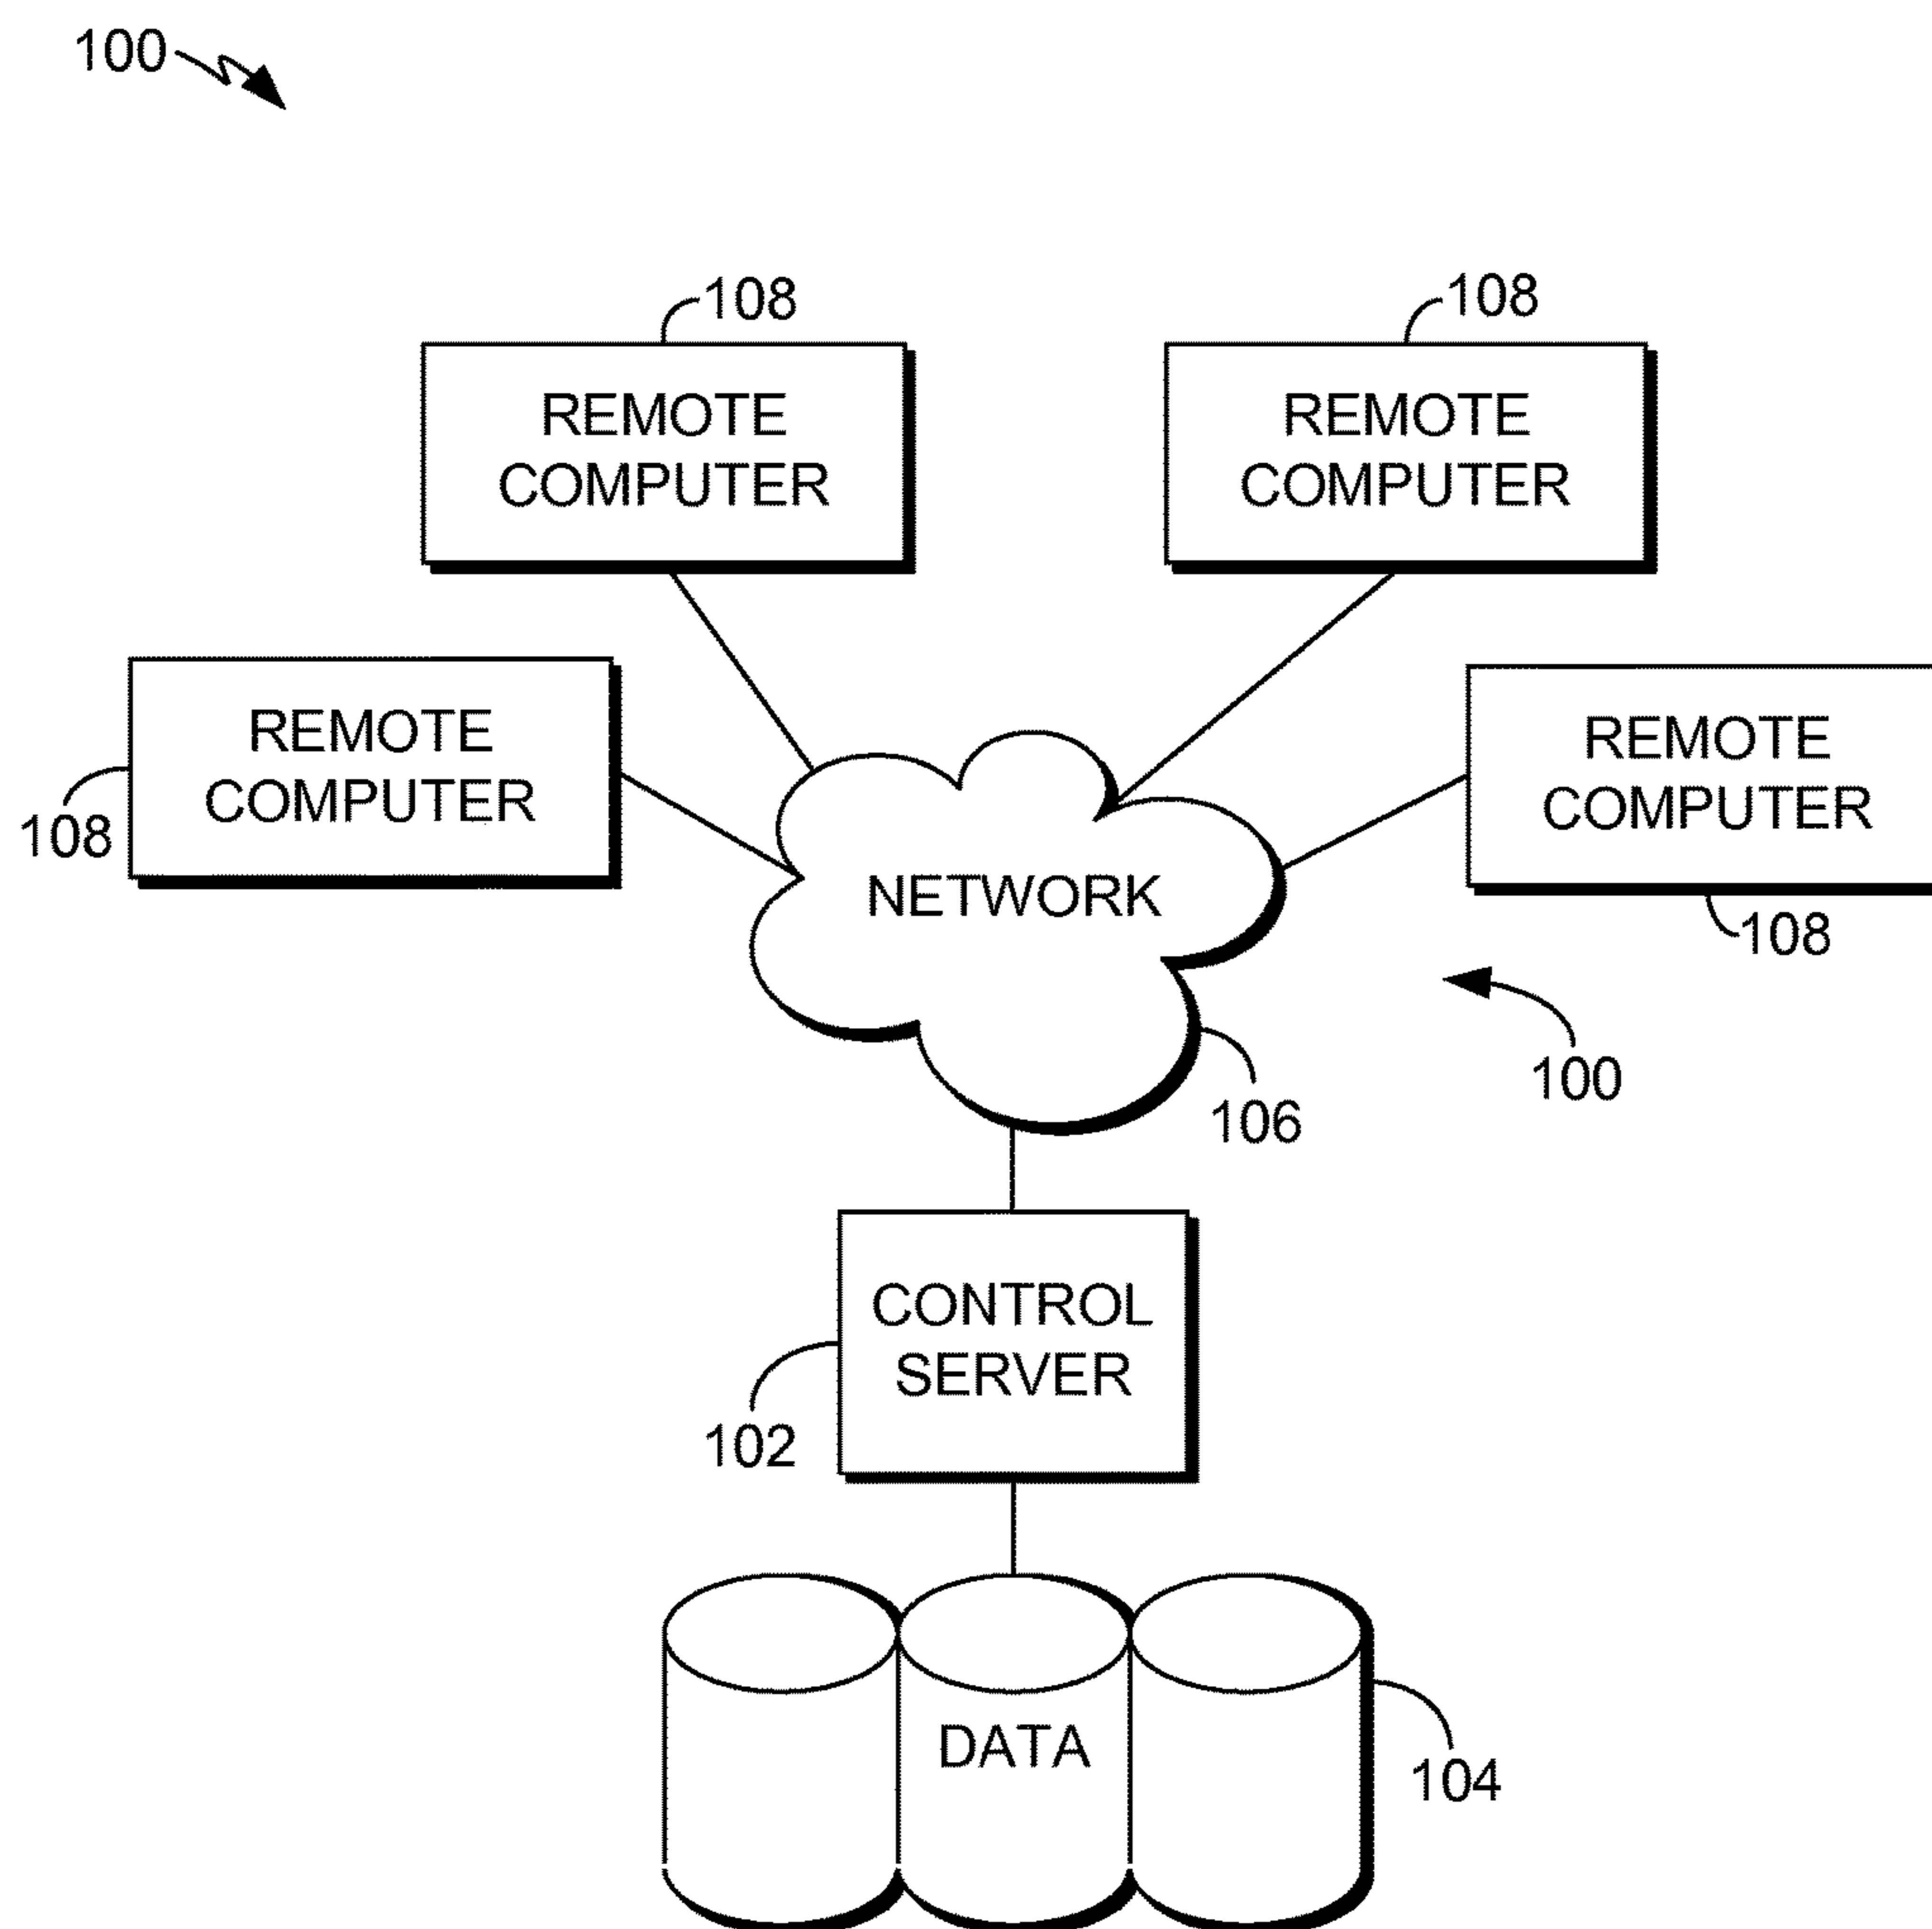 100
108
108
REMOTE
COMPUTER
REMOTE
COMPUTER
REMOTE
COMPUTER
108
REMOTE
COMPUTER
108
NETWORK
100
106
CONTROL
SERVER
102
DATA
104